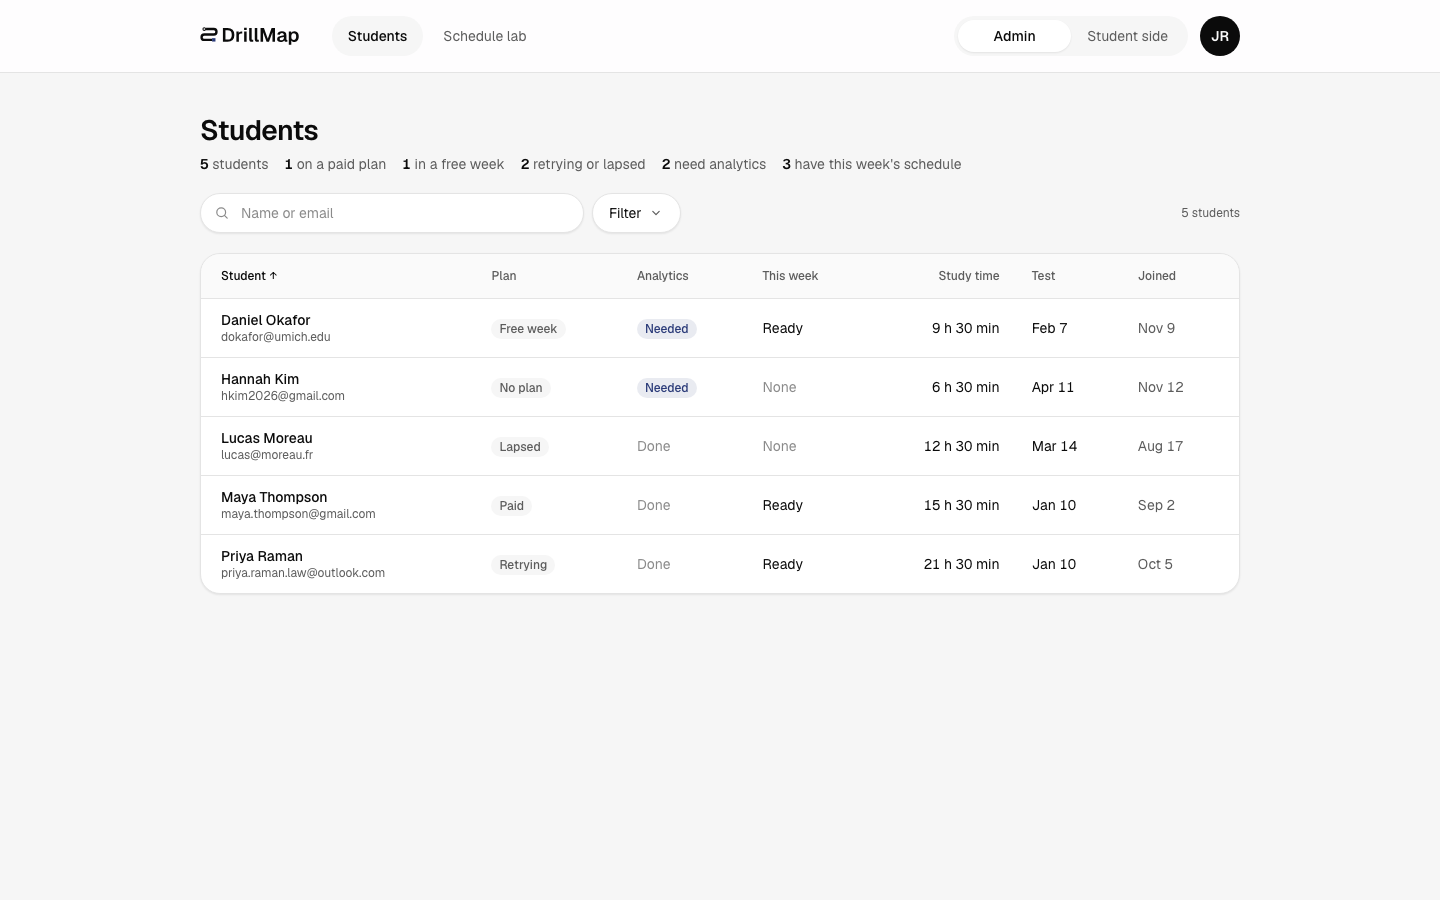 DrillMap Students Schedule lab Admin Student side JR
Students
5 students 1 on a paid plan 1 in a free week 2 retrying or lapsed 2 need analytics 3 have this week's schedule
Name or email Filter 5 students
Student ↑ Plan Analytics This week Study time Test Joined
Daniel Okafor
dokafor@umich.edu
Free week Needed Ready 9 h 30 min Feb 7 Nov 9
Hannah Kim
hkim2026@gmail.com
No plan Needed None 6 h 30 min Apr 11 Nov 12
Lucas Moreau
lucas@moreau.fr
Lapsed Done None 12 h 30 min Mar 14 Aug 17
Maya Thompson
maya.thompson@gmail.com
Paid Done Ready 15 h 30 min Jan 10 Sep 2
Priya Raman
priya.raman.law@outlook.com
Retrying Done Ready 21 h 30 min Jan 10 Oct 5